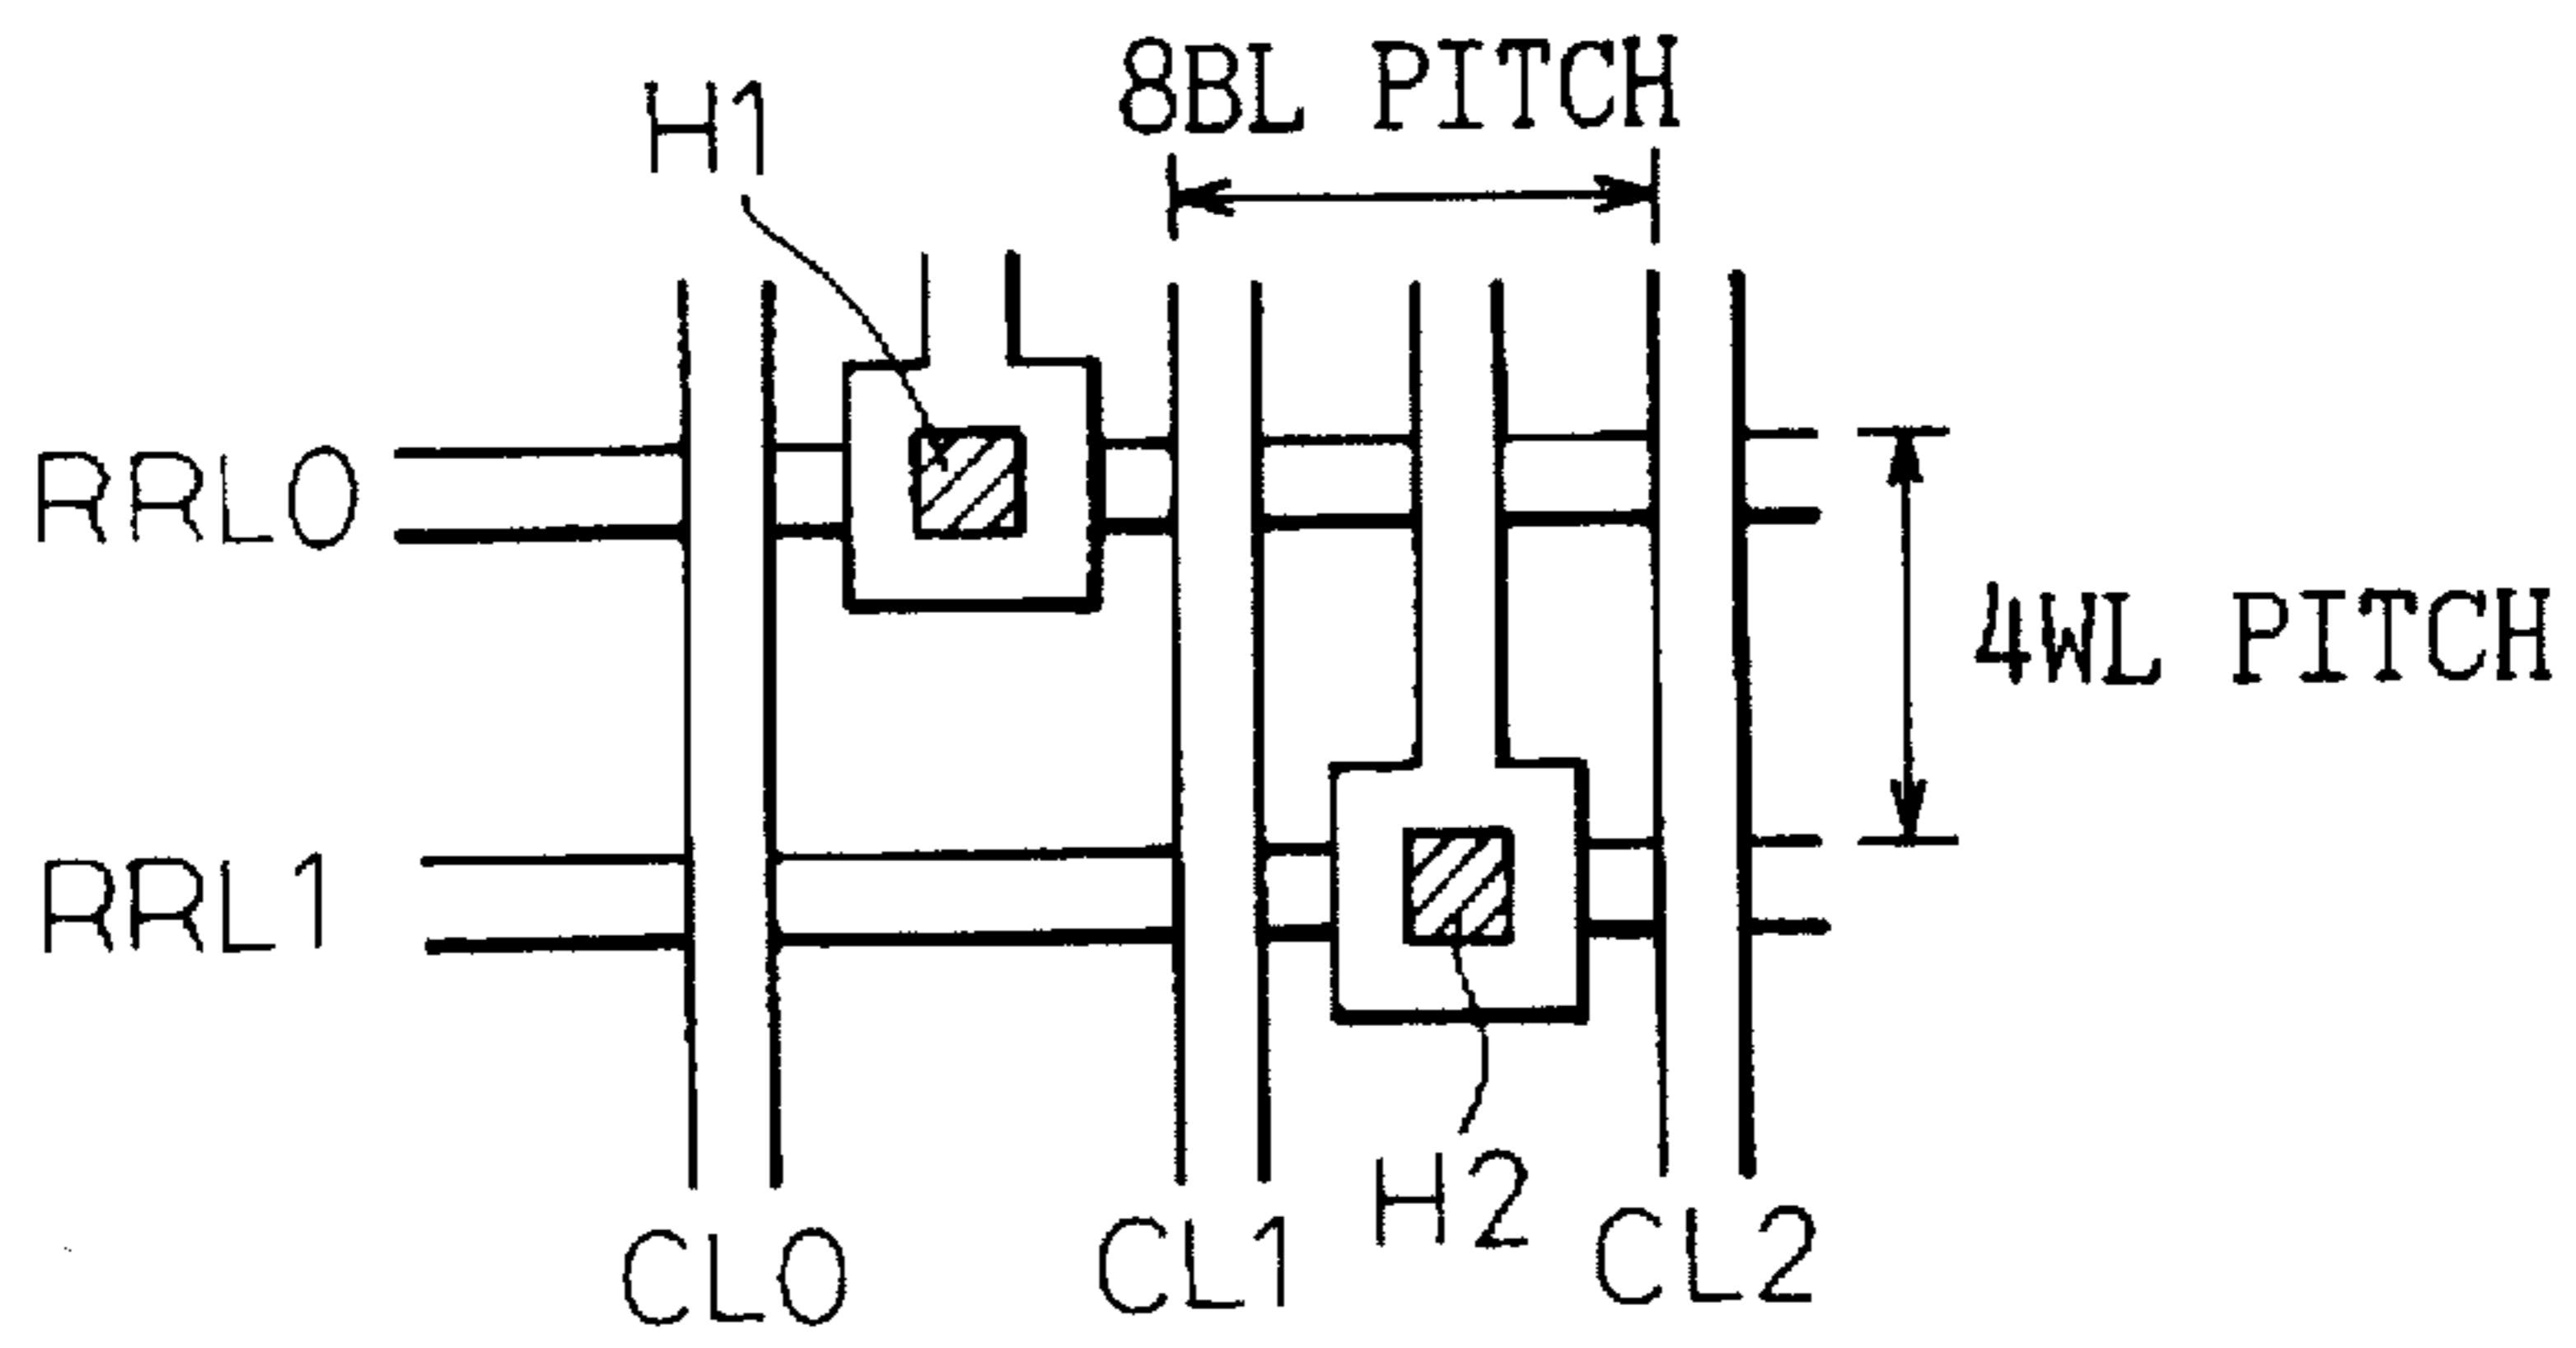 8BL PITCH
H1
RRL0
4WL PITCH
RRL1
H2
CL0
CL1
CL2